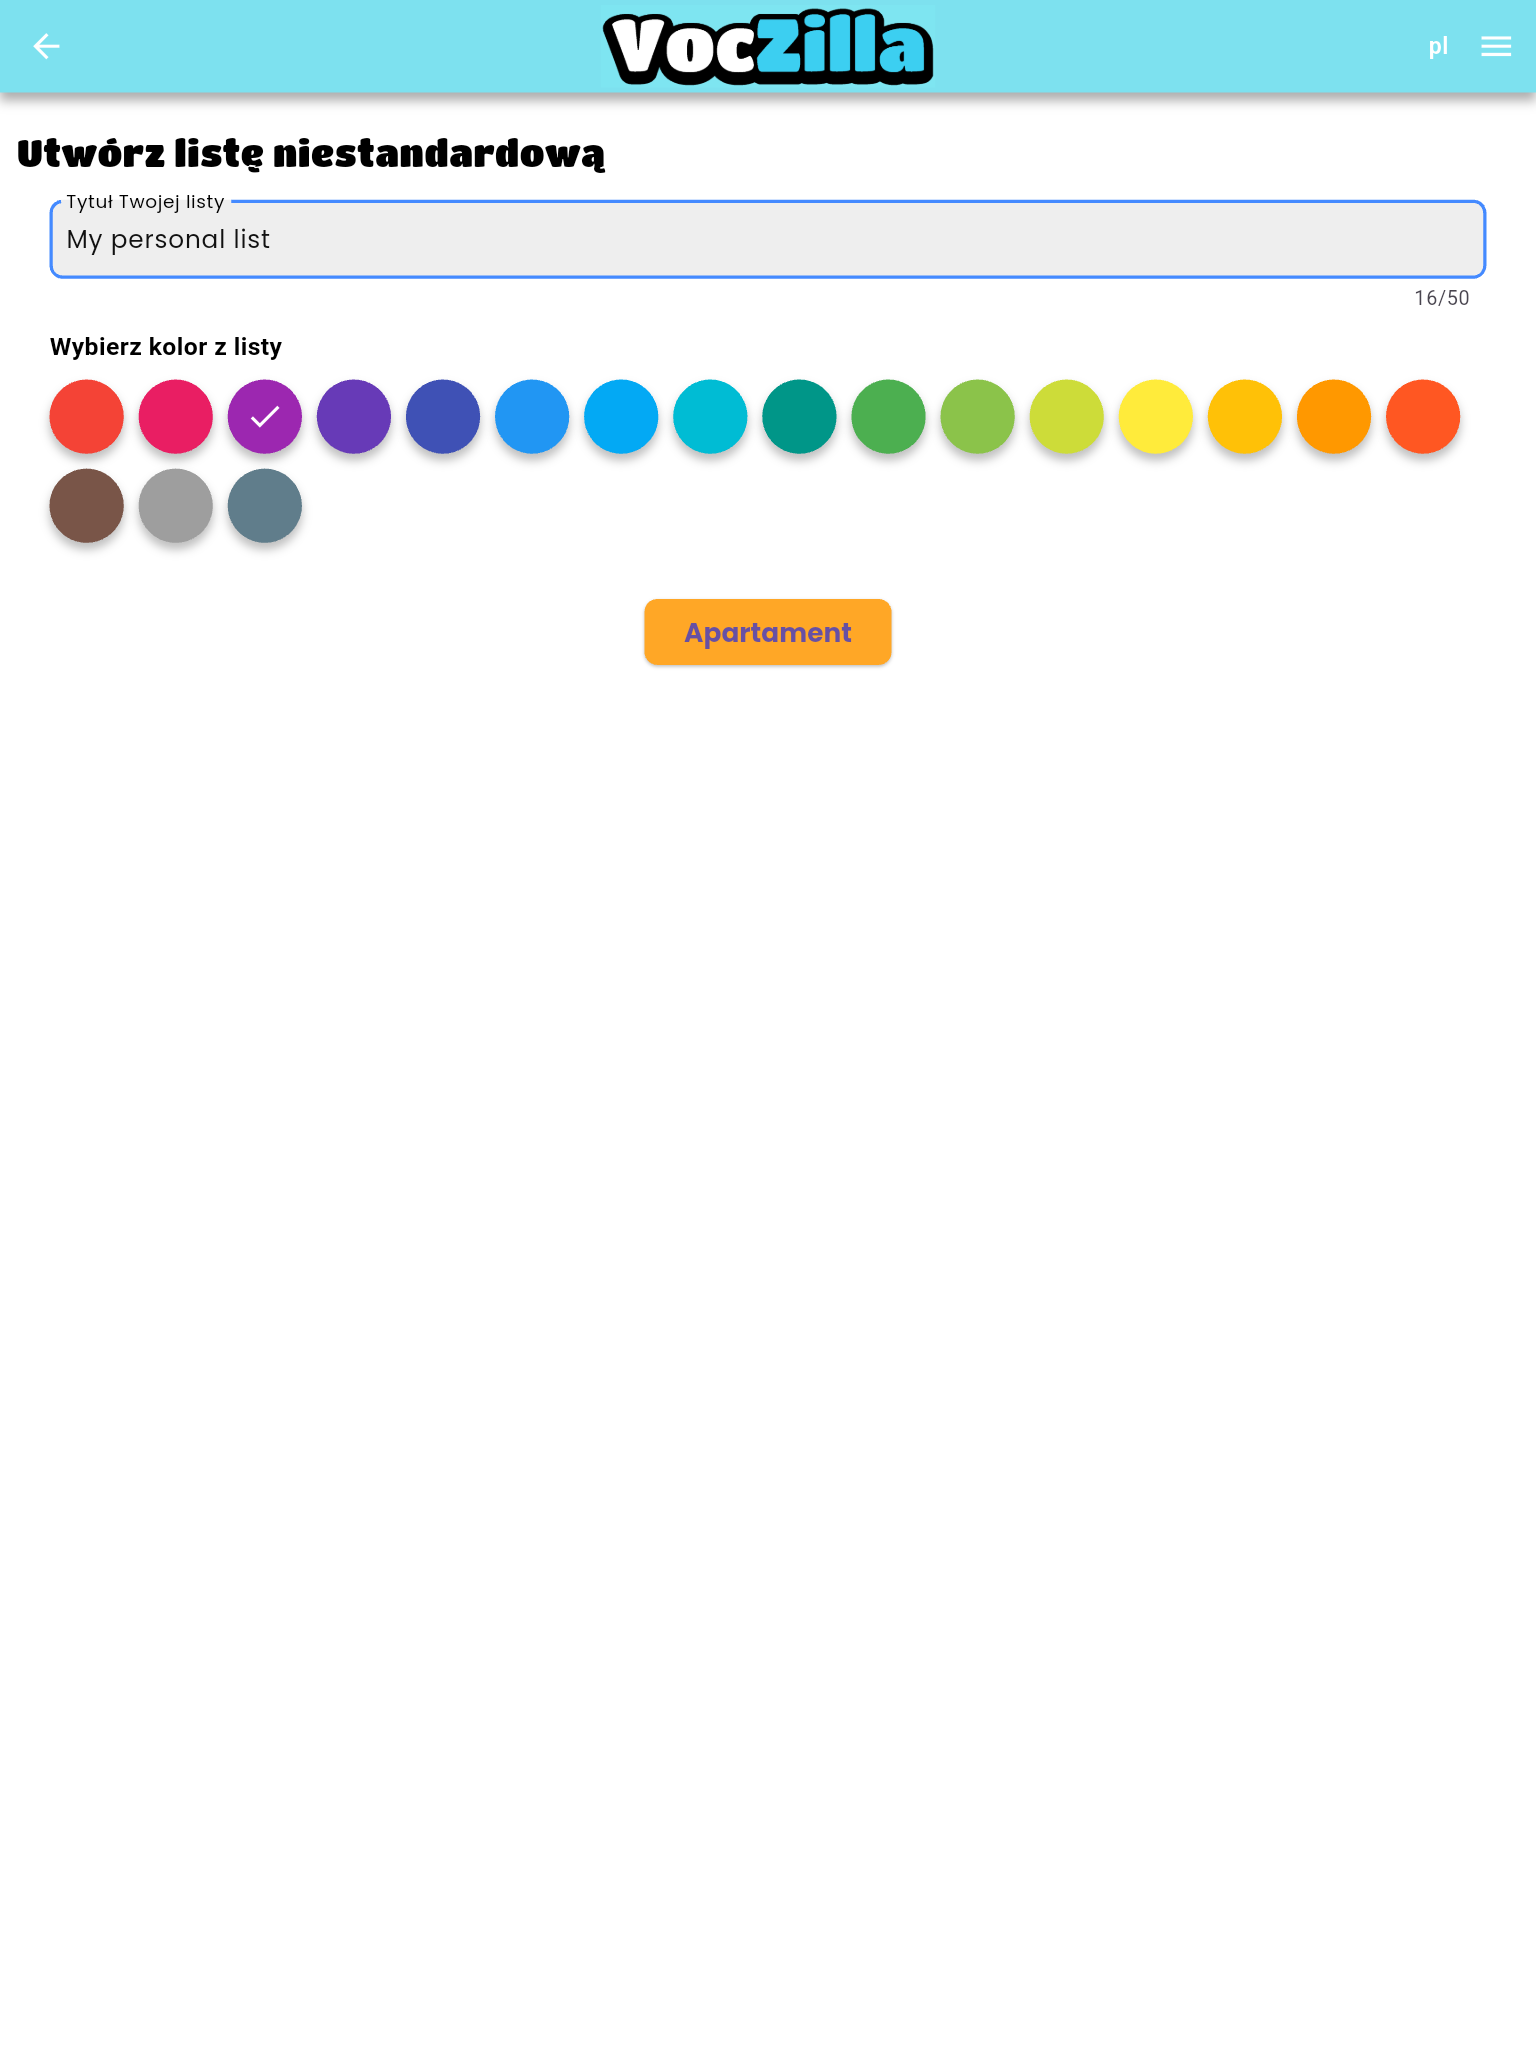 VocZilla
pl
Utwórz listę niestandardową
Tytuł Twojej listy
My personal list
16/50
Wybierz kolor z listy
Apartament